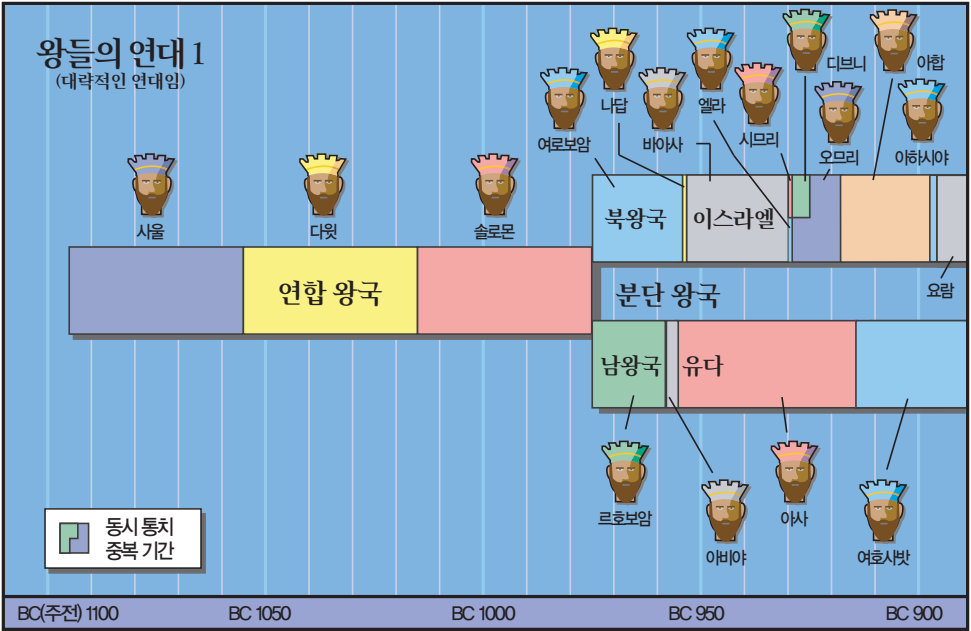 왕들의 연대 1
(대략적인 연대임)
디브니
아합
나답
엘라
여로보암
바아사
시므리
오므리
아하시야
사울
다윗
솔로몬
북왕국
이스라엘
연합 왕국
분단 왕국
요람
남왕국
유다
르호보암
아비야
아사
여호사밧
동시 통치
중복 기간
BC(주전) 1100
BC 1050
BC 1000
BC 950
BC 900